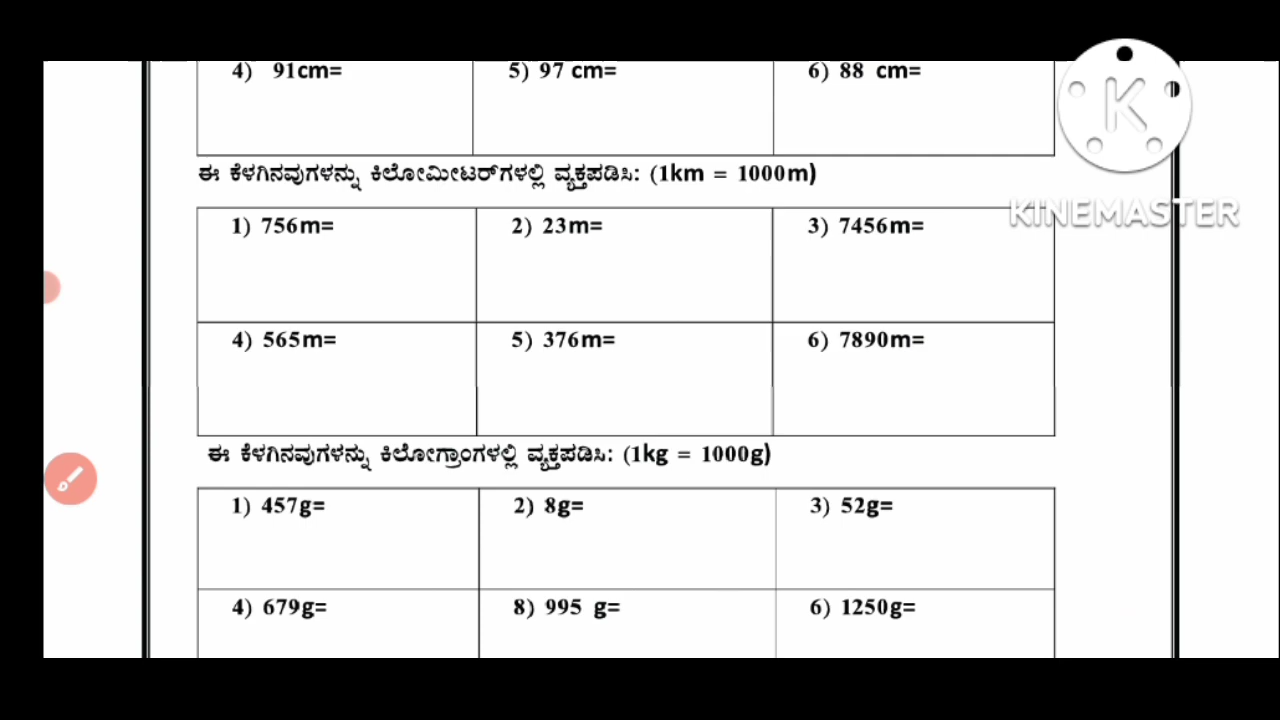 4) 91cm= 5) 97 cm= 6) 88 cm=
K
ಈ ಕೆಳಗಿನವುಗಳನ್ನು ಕಿಲೋಮೀಟರ್‌ಗಳಲ್ಲಿ ವ್ಯಕ್ತಪಡಿಸಿ: (1km = 1000m)
KINEMASTER
1) 756m= 2) 23m= 3) 7456m=
4) 565m= 5) 376m= 6) 7890m=
ಈ ಕೆಳಗಿನವುಗಳನ್ನು ಕಿಲೋಗ್ರಾಂಗಳಲ್ಲಿ ವ್ಯಕ್ತಪಡಿಸಿ: (1kg = 1000g)
1) 457g= 2) 8g= 3) 52g=
4) 679g= 8) 995 g= 6) 1250g=